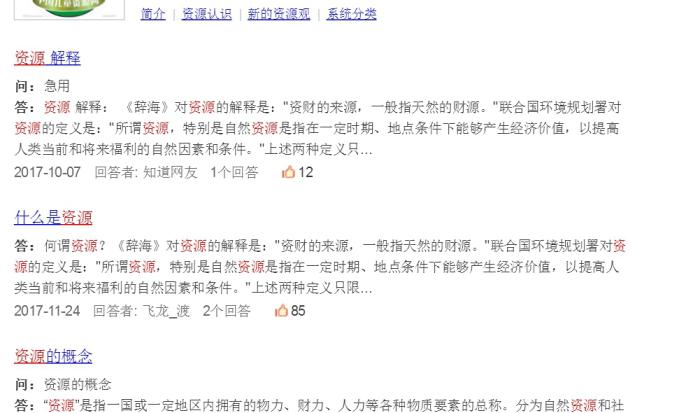 中国儿童资源网
简介 | 资源认识 | 新的资源观 | 系统分类
资源 解释
问：急用
答：资源 解释： 《辞海》对资源的解释是："资财的来源，一般指天然的财源。"联合国环境规划署对
资源的定义是："所谓资源，特别是自然资源是指在一定时期、地点条件下能够产生经济价值，以提高
人类当前和将来福利的自然因素和条件。"上述两种定义只...
2017-10-07 回答者: 知道网友 1个回答 12
什么是资源
答：何谓资源？《辞海》对资源的解释是："资财的来源，一般指天然的财源。"联合国环境规划署对资
源的定义是："所谓资源，特别是自然资源是指在一定时期、地点条件下能够产生经济价值，以提高人
类当前和将来福利的自然因素和条件。"上述两种定义只限...
2017-11-24 回答者: 飞龙_渡 2个回答 85
资源的概念
问：资源的概念
答：“资源”是指一国或一定地区内拥有的物力、财力、人力等各种物质要素的总称。分为自然资源和社